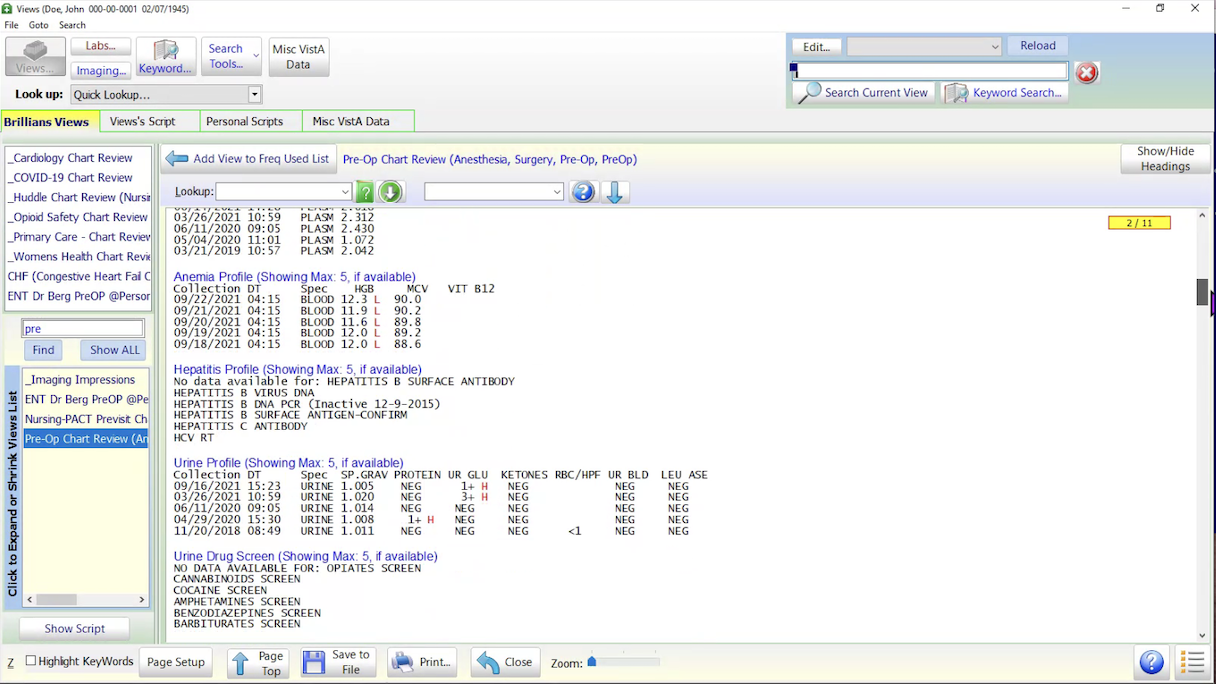 Views (Doe, John 000-00-0001 02/07/1945)
File Goto Search
Views... Labs... Imaging... Keyword... Search Tools... Misc VistA Data
Edit... Reload
Look up: Quick Lookup...
Search Current View Keyword Search...
Brillians Views Views's Script Personal Scripts Misc VistA Data
_Cardiology Chart Review
_COVID-19 Chart Review
_Huddle Chart Review (Nursi
_Opioid Safety Chart Review
_Primary Care - Chart Review
_Womens Health Chart Revie
CHF (Congestive Heart Fail C
ENT Dr Berg PreOP @Person
pre
Find Show ALL
Click to Expand or Shrink Views List
_Imaging Impressions
ENT Dr Berg PreOP @Pe
Nursing-PACT Previsit Ch
Pre-Op Chart Review (An
Show Script
Add View to Freq Used List Pre-Op Chart Review (Anesthesia, Surgery, Pre-Op, PreOp)
Show/Hide Headings
Lookup:
2 / 11
03/26/2021 10:59 PLASM 2.312
06/11/2020 09:05 PLASM 2.430
05/04/2020 11:01 PLASM 1.072
03/21/2019 10:57 PLASM 2.042
Anemia Profile (Showing Max: 5, if available)
Collection DT Spec HGB MCV VIT B12
09/22/2021 04:15 BLOOD 12.3 L 90.0
09/21/2021 04:15 BLOOD 11.9 L 90.2
09/20/2021 04:15 BLOOD 11.6 L 89.8
09/19/2021 04:15 BLOOD 12.0 L 89.2
09/18/2021 04:15 BLOOD 12.0 L 88.6
Hepatitis Profile (Showing Max: 5, if available)
No data available for: HEPATITIS B SURFACE ANTIBODY
HEPATITIS B VIRUS DNA
HEPATITIS B DNA PCR (Inactive 12-9-2015)
HEPATITIS B SURFACE ANTIGEN-CONFIRM
HEPATITIS C ANTIBODY
HCV RT
Urine Profile (Showing Max: 5, if available)
Collection DT Spec SP.GRAV PROTEIN UR GLU KETONES RBC/HPF UR BLD LEU ASE
09/16/2021 15:23 URINE 1.005 NEG 1+ H NEG NEG NEG
03/26/2021 10:59 URINE 1.020 NEG 3+ H NEG NEG NEG
06/11/2020 09:05 URINE 1.014 NEG NEG NEG NEG NEG
04/29/2020 15:30 URINE 1.008 1+ H NEG NEG NEG NEG
11/20/2018 08:49 URINE 1.011 NEG NEG NEG <1 NEG NEG
Urine Drug Screen (Showing Max: 5, if available)
NO DATA AVAILABLE FOR: OPIATES SCREEN
CANNABINOIDS SCREEN
COCAINE SCREEN
AMPHETAMINES SCREEN
BENZODIAZEPINES SCREEN
BARBITURATES SCREEN
Z Highlight KeyWords Page Setup Page Top Save to File Print... Close Zoom: